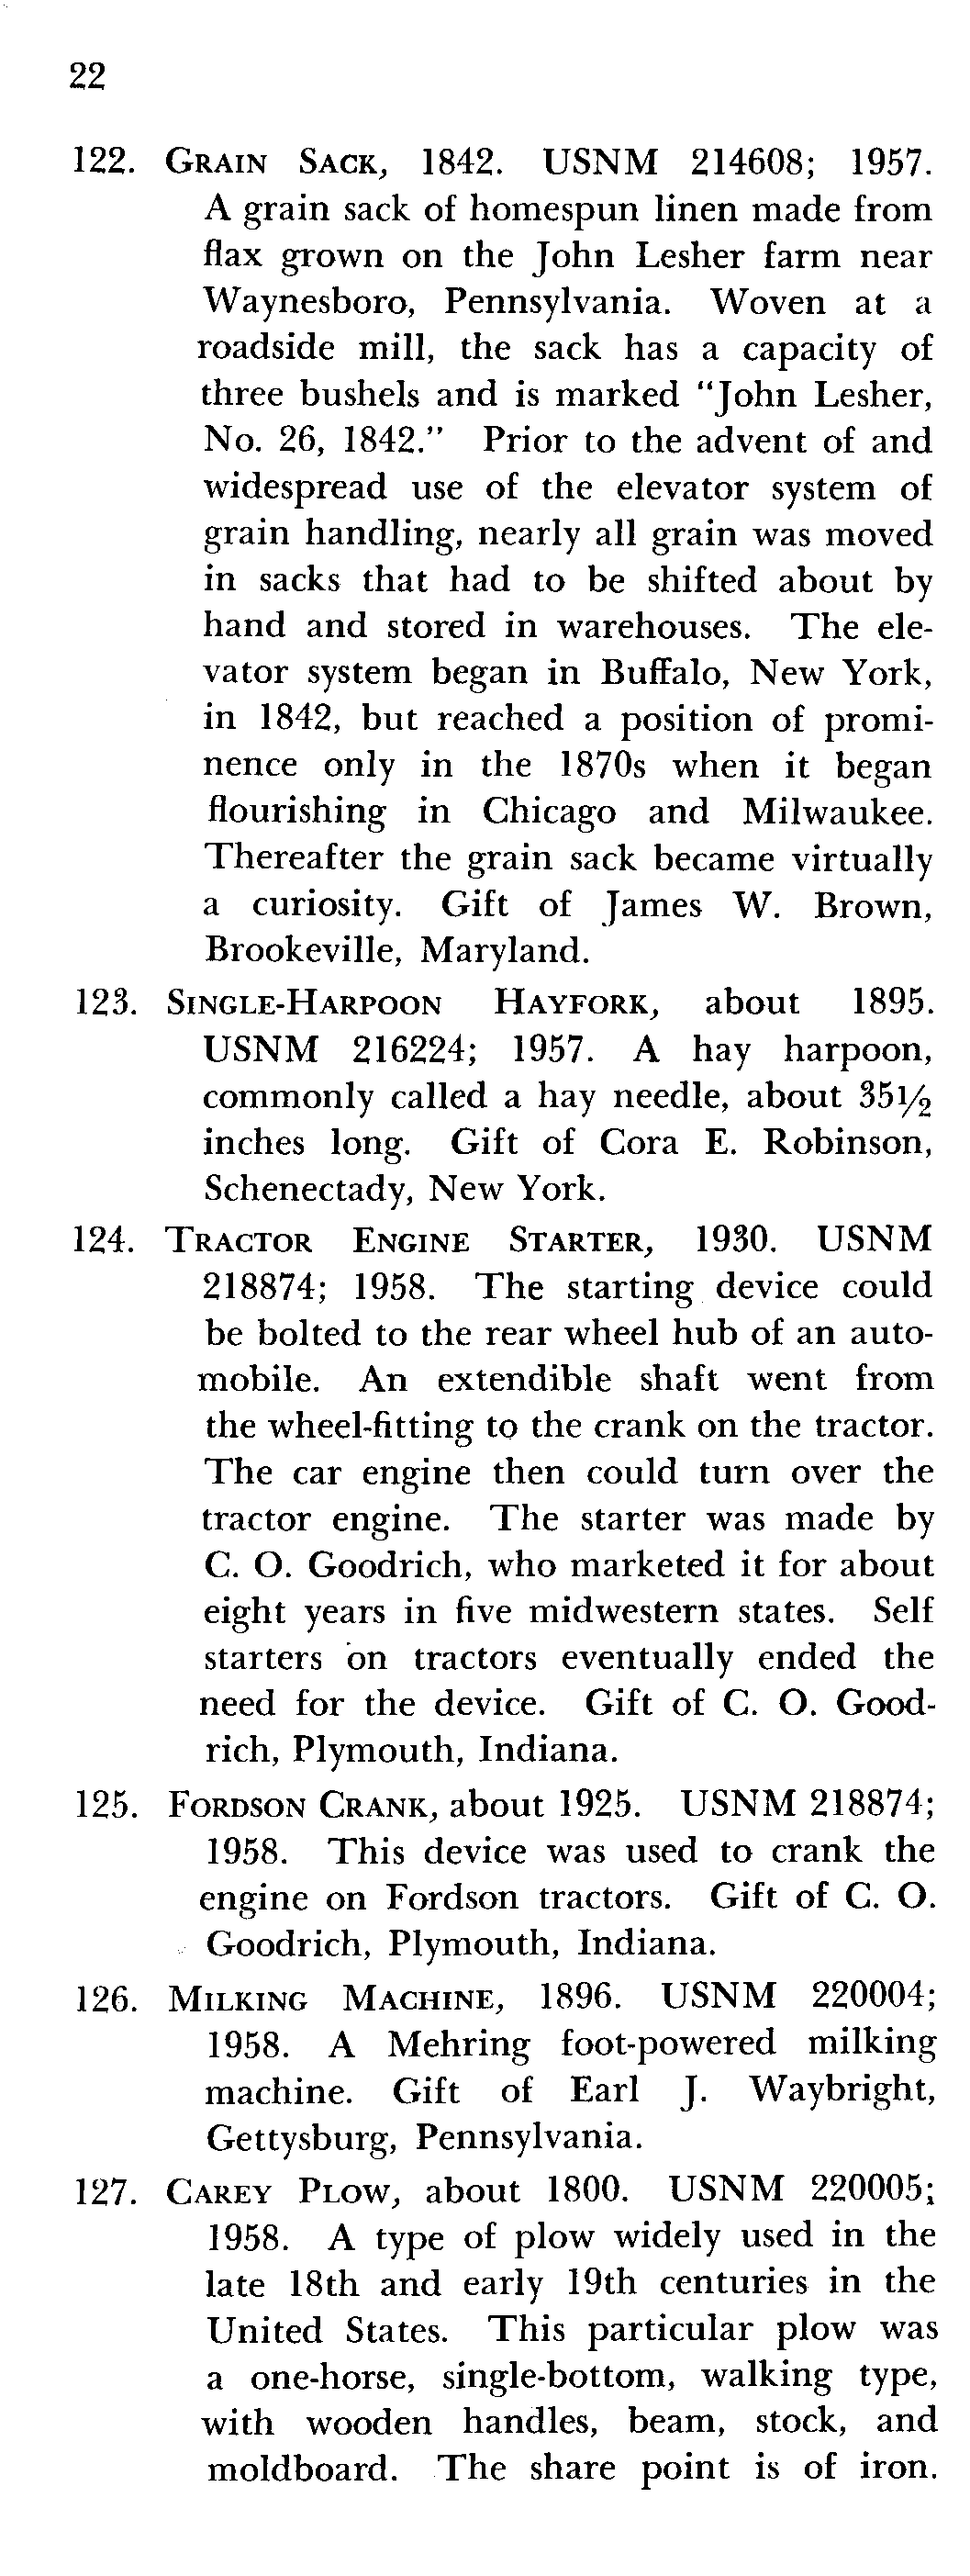 22
122. GRAIN SACK, 1842. USNM 214608; 1957.
A grain sack of homespun linen made from
flax grown on the John Lesher farm near
Waynesboro, Pennsylvania. Woven at a
roadside mill, the sack has a capacity of
three bushels and is marked "John Lesher,
No. 26, 1842." Prior to the advent of and
widespread use of the elevator system of
grain handling, nearly all grain was moved
in sacks that had to be shifted about by
hand and stored in warehouses. The ele-
vator system began in Buffalo, New York,
in 1842, but reached a position of promi-
nence only in the 1870s when it began
flourishing in Chicago and Milwaukee.
Thereafter the grain sack became virtually
a curiosity. Gift of James W. Brown,
Brookeville, Maryland.
123. SINGLE-HARPOON HAYFORK, about 1895.
USNM 216224; 1957. A hay harpoon,
commonly called a hay needle, about 35½
inches long. Gift of Cora E. Robinson,
Schenectady, New York.
124. TRACTOR ENGINE STARTER, 1930. USNM
218874; 1958. The starting device could
be bolted to the rear wheel hub of an auto-
mobile. An extendible shaft went from
the wheel-fitting to the crank on the tractor.
The car engine then could turn over the
tractor engine. The starter was made by
C. O. Goodrich, who marketed it for about
eight years in five midwestern states. Self
starters on tractors eventually ended the
need for the device. Gift of C. O. Good-
rich, Plymouth, Indiana.
125. FORDSON CRANK, about 1925. USNM 218874;
1958. This device was used to crank the
engine on Fordson tractors. Gift of C. O.
Goodrich, Plymouth, Indiana.
126. MILKING MACHINE, 1896. USNM 220004;
1958. A Mehring foot-powered milking
machine. Gift of Earl J. Waybright,
Gettysburg, Pennsylvania.
127. CAREY PLOW, about 1800. USNM 220005;
1958. A type of plow widely used in the
late 18th and early 19th centuries in the
United States. This particular plow was
a one-horse, single-bottom, walking type,
with wooden handles, beam, stock, and
moldboard. The share point is of iron.